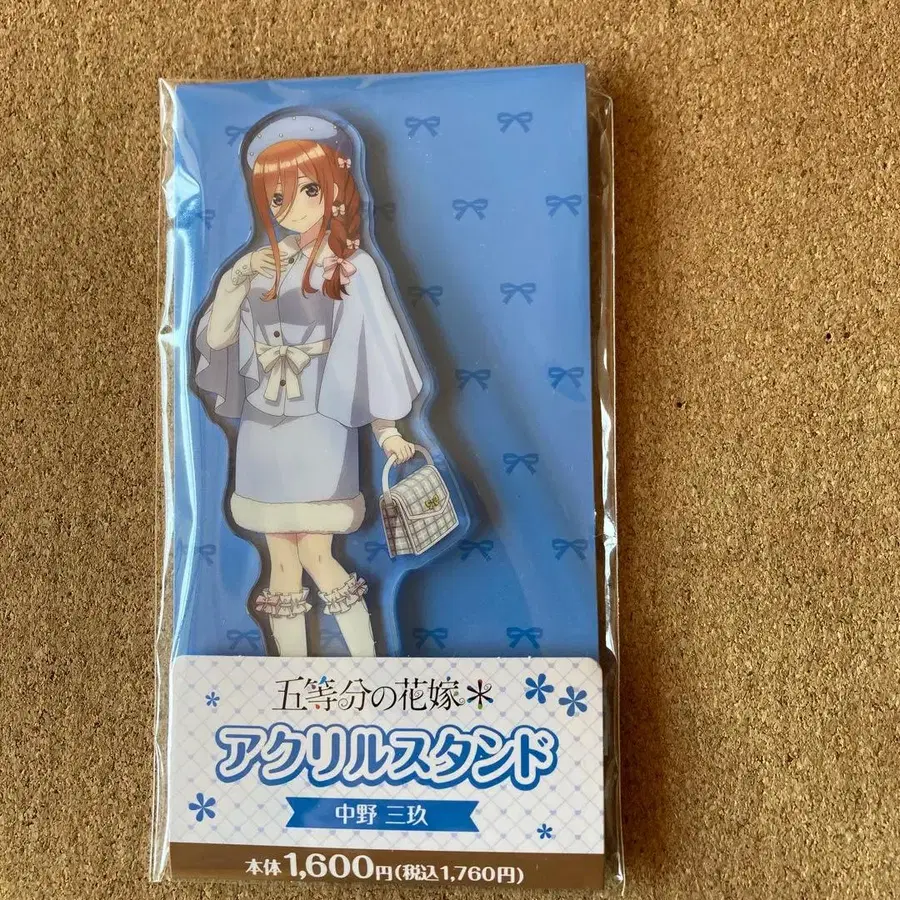 五等分の花嫁*
アクリルスタンド
中野 三玖
本体1,600円(税込1,760円)